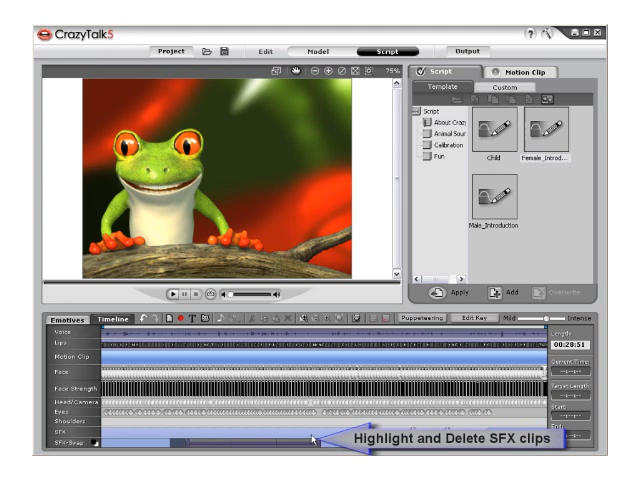 CrazyTalk5
Project Edit Model Script Output
75%
Script Motion Clip
Template Custom
Script
About Crazy
Animal Sour
Calibration
Fun
Child Female_Introd...
Male_Introduction
Apply Add Overwrite
Emotives Timeline Puppeteering Edit Key Mild Intense
Voice
Lips
Motion Clip
Face
Face Strength
Head/Camera
Eyes
Shoulders
SFX
SFX-Swap
Length:
00:28:51
Current Time
--:--:--
Target Length:
--:--:--
Start:
--:--:--
End:
Highlight and Delete SFX clips